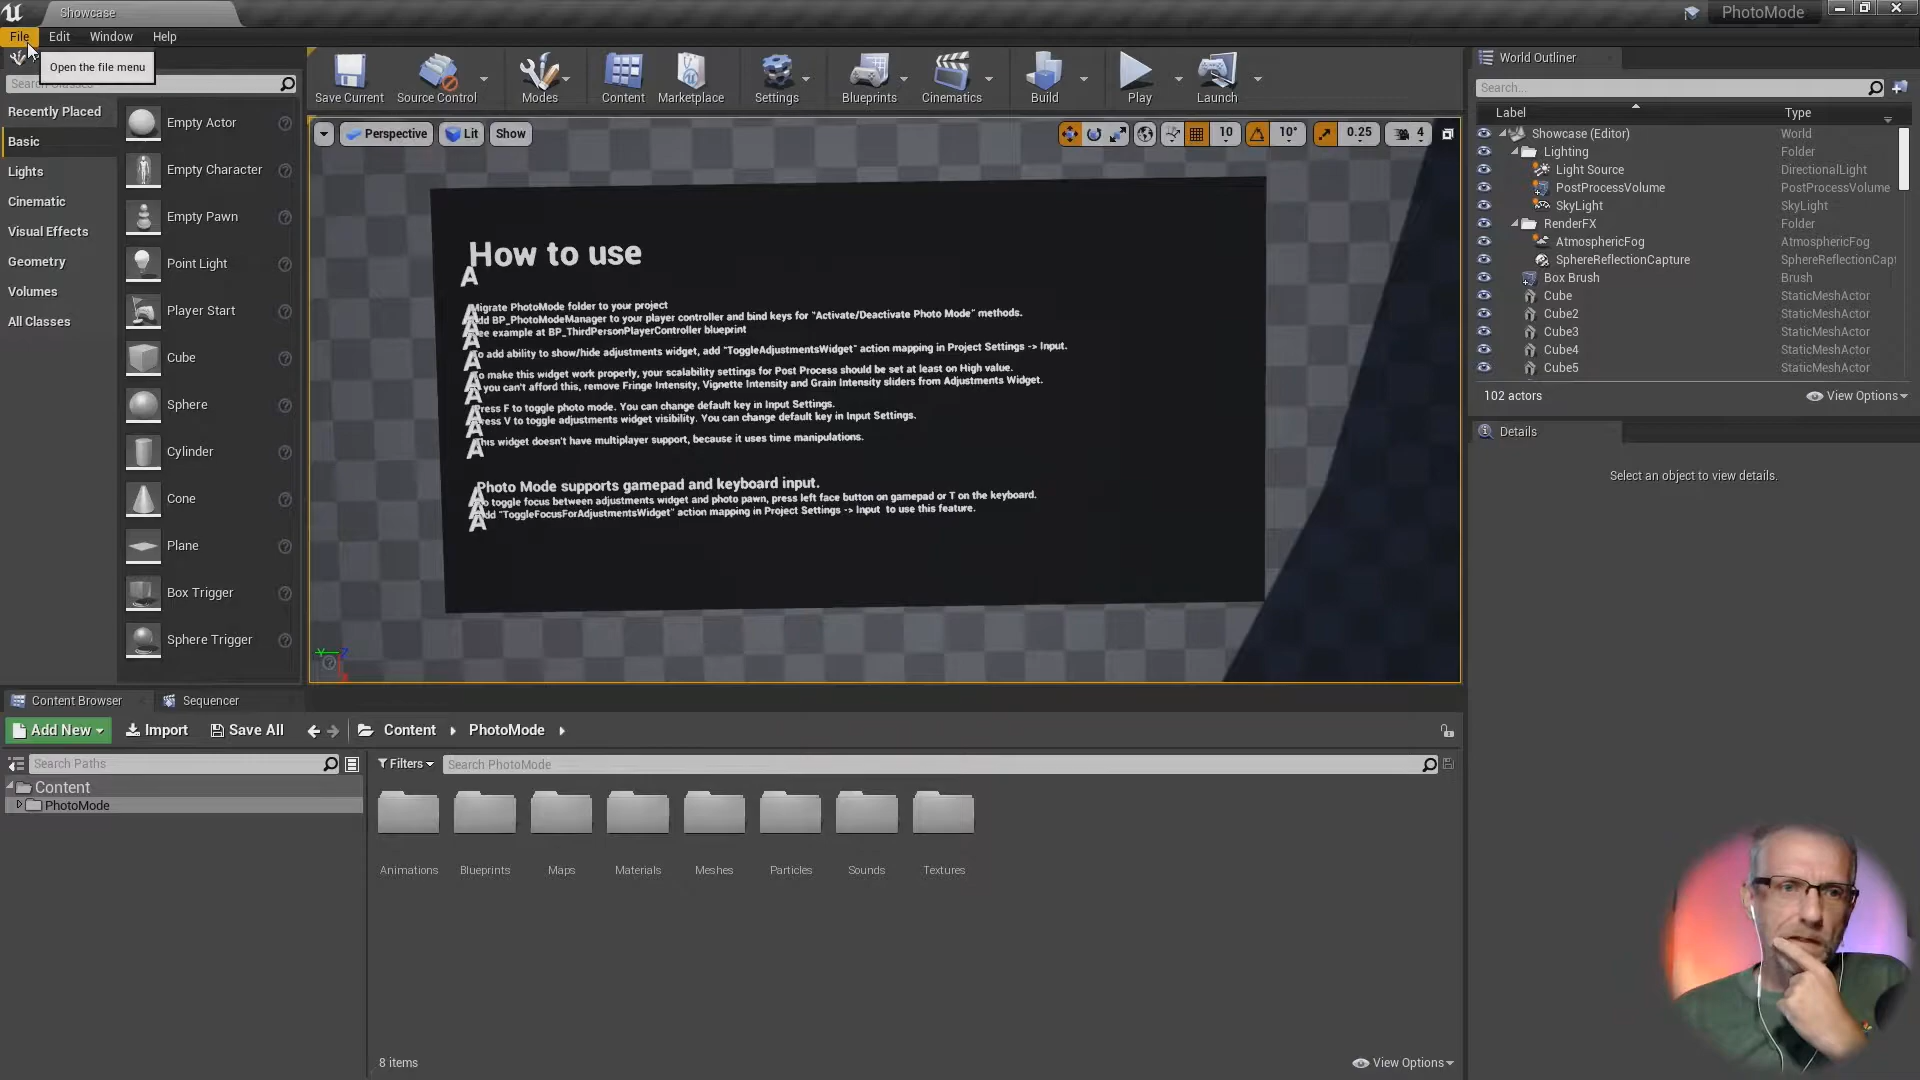 Showcase
PhotoMode
File
Edit
Window
Help
Open the file menu
Recently Placed
Basic
Lights
Cinematic
Visual Effects
Geometry
Volumes
All Classes
Empty Actor
Empty Character
Empty Pawn
Point Light
Player Start
Cube
Sphere
Cylinder
Cone
Plane
Box Trigger
Sphere Trigger
Save Current
Source Control
Modes
Content
Marketplace
Settings
Blueprints
Cinematics
Build
Play
Launch
Perspective
Lit
Show
10
10°
0.25
4
How to use
Migrate PhotoMode folder to your project
Add BP_PhotoModeManager to your player controller and bind keys for "Activate/Deactivate Photo Mode" methods.
See example at BP_ThirdPersonPlayerController blueprint
To add ability to show/hide adjustments widget, add "ToggleAdjustmentsWidget" action mapping in Project Settings -> Input.
To make this widget work properly, your scalability settings for Post Process should be set at least on High value.
If you can't afford this, remove Fringe Intensity, Vignette Intensity and Grain Intensity sliders from Adjustments Widget.
Press F to toggle photo mode. You can change default key in Input Settings.
Press V to toggle adjustments widget visibility. You can change default key in Input Settings.
This widget doesn't have multiplayer support, because it uses time manipulations.
Photo Mode supports gamepad and keyboard input.
To toggle focus between adjustments widget and photo pawn, press left face button on gamepad or T on the keyboard.
Add "ToggleFocusForAdjustmentsWidget" action mapping in Project Settings -> Input to use this feature.
World Outliner
Search...
Label Type
Showcase (Editor) World
Lighting Folder
Light Source DirectionalLight
PostProcessVolume PostProcessVolume
SkyLight SkyLight
RenderFX Folder
AtmosphericFog AtmosphericFog
SphereReflectionCapture SphereReflectionCapt
Box Brush Brush
Cube StaticMeshActor
Cube2 StaticMeshActor
Cube3 StaticMeshActor
Cube4 StaticMeshActor
Cube5 StaticMeshActor
102 actors
View Options
Details
Select an object to view details.
Content Browser
Sequencer
Add New
Import
Save All
Content
PhotoMode
Search Paths
Content
PhotoMode
Filters
Search PhotoMode
Animations
Blueprints
Maps
Materials
Meshes
Particles
Sounds
Textures
8 items
View Options